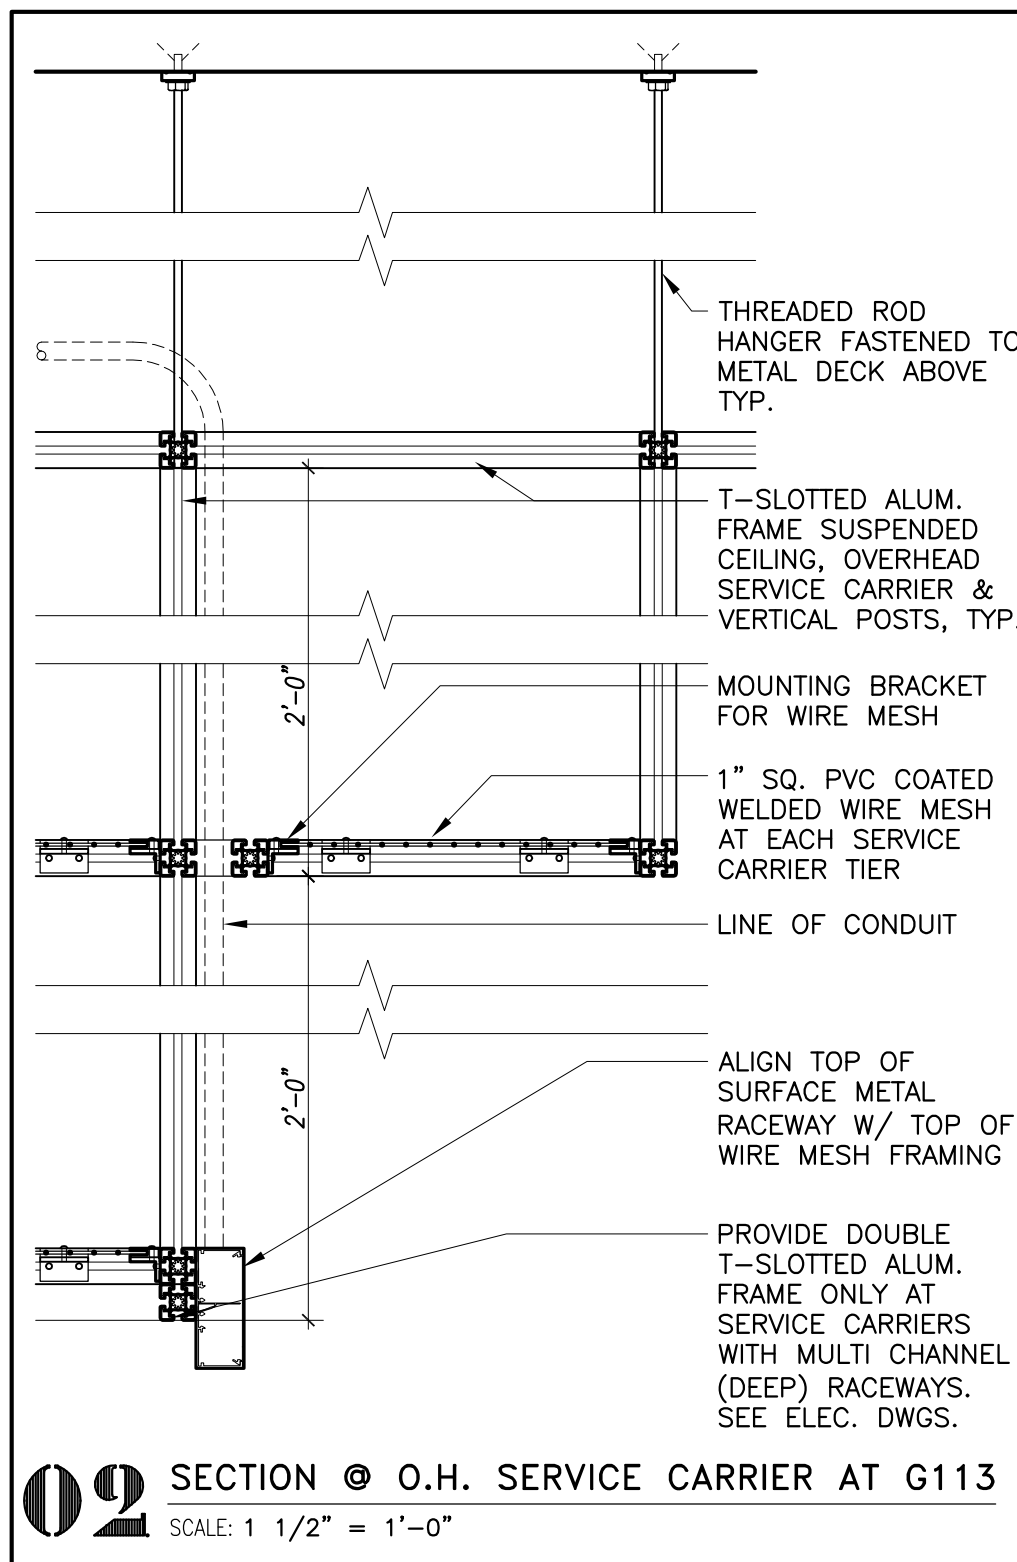 THREADED ROD
HANGER FASTENED TO
METAL DECK ABOVE
TYP.
T-SLOTTED ALUM.
FRAME SUSPENDED
CEILING, OVERHEAD
SERVICE CARRIER &
VERTICAL POSTS, TYP.
2'-0"
MOUNTING BRACKET
FOR WIRE MESH
1" SQ. PVC COATED
WELDED WIRE MESH
AT EACH SERVICE
CARRIER TIER
LINE OF CONDUIT
2'-0"
ALIGN TOP OF
SURFACE METAL
RACEWAY W/ TOP OF
WIRE MESH FRAMING
PROVIDE DOUBLE
T-SLOTTED ALUM.
FRAME ONLY AT
SERVICE CARRIERS
WITH MULTI CHANNEL
(DEEP) RACEWAYS.
SEE ELEC. DWGS.
02 SECTION @ O.H. SERVICE CARRIER AT G113
SCALE: 1 1/2" = 1'-0"